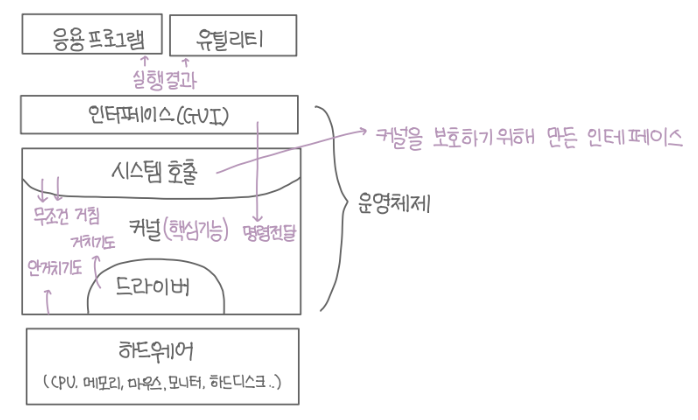 응용프로그램
유틸리티
실행결과
인터페이스(GUI)
시스템 호출
커널을 보호하기위해 만든 인테페이스
무조건 거침
커널(핵심기능)
명령전달
운영체제
거치기도
안거치기도
드라이버
하드웨어
(CPU, 메모리, 마우스, 모니터, 하드디스크..)